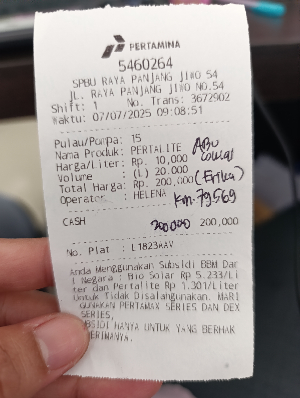 PERTAMINA
5460264
SPBU RAYA PANJANG JIWO 54
JL. RAYA PANJANG JIWO NO.54
Shift: 1 No. Trans: 3672902
Waktu: 07/07/2025 09:08:51
Pulau/Pompa: 15
Nama Produk: PERTALITE
Harga/Liter: Rp. 10,000
Volume : (L) 20.000
Total Harga: Rp. 200,000 (Erika)
Operator : HELENA Km. 79569
CASH 200,000
No. Plat : L1823AAV
Anda Menggunakan Subsidi BBM Dar
i Negara : Bio Solar Rp 5.233/Li
ter dan Pertalite Rp 1.301/Liter
Untuk Tidak Disalahgunakan. MARI
GUNAKAN PERTAMAX SERIES DAN DEX
SERIES,
SUBSIDI HANYA UNTUK YANG BERHAK